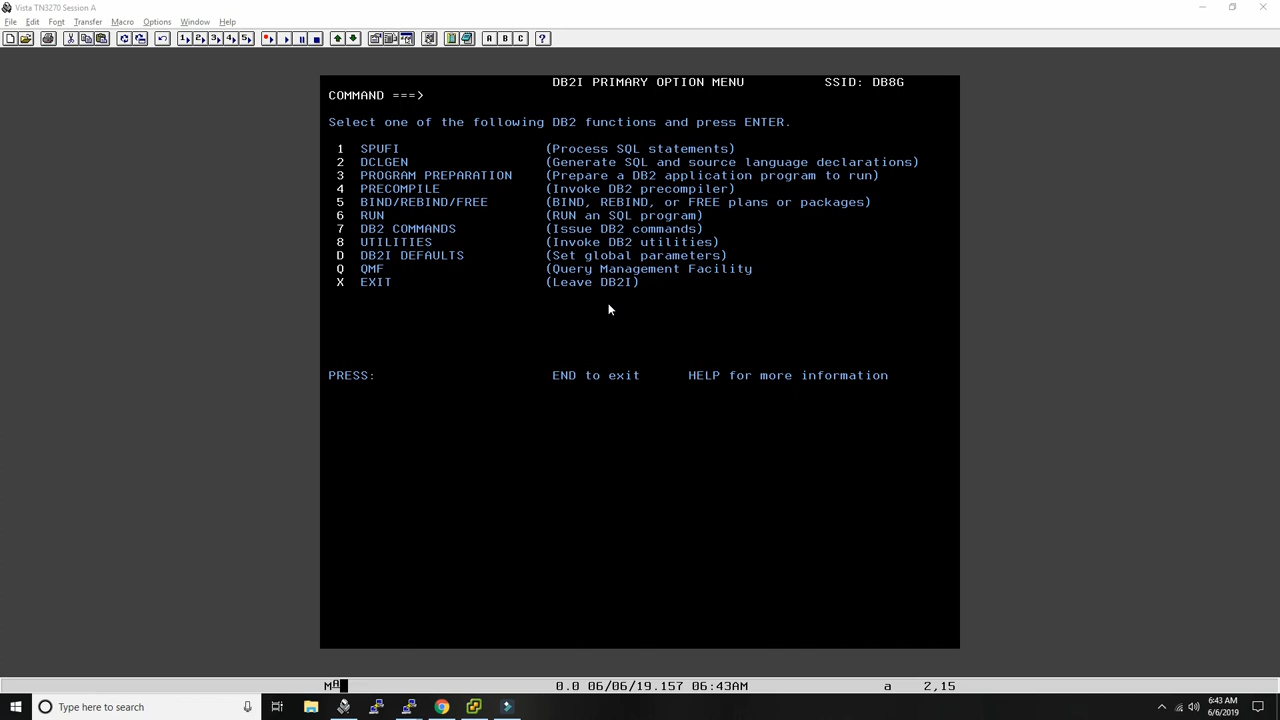 Vista TN3270 Session A
File Edit Font Transfer Macro Options Window Help
1 2 3 4 5 A B C ?
DB2I PRIMARY OPTION MENU SSID: DB8G
COMMAND ===>
Select one of the following DB2 functions and press ENTER.
1 SPUFI (Process SQL statements)
2 DCLGEN (Generate SQL and source language declarations)
3 PROGRAM PREPARATION (Prepare a DB2 application program to run)
4 PRECOMPILE (Invoke DB2 precompiler)
5 BIND/REBIND/FREE (BIND, REBIND, or FREE plans or packages)
6 RUN (RUN an SQL program)
7 DB2 COMMANDS (Issue DB2 commands)
8 UTILITIES (Invoke DB2 utilities)
D DB2I DEFAULTS (Set global parameters)
Q QMF (Query Management Facility
X EXIT (Leave DB2I)
PRESS: END to exit HELP for more information
MA 0.0 06/06/19.157 06:43AM a 2,15
Type here to search
6:43 AM
6/6/2019